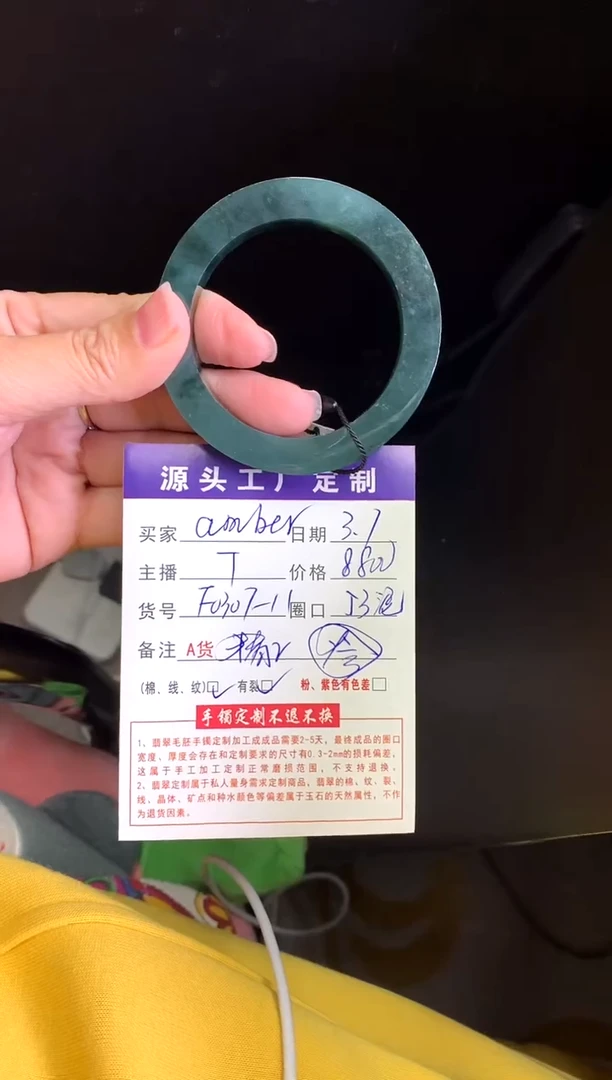 源头工厂定制
买家 amber 日期 3.7
主播 T 价格 8800
货号 F0307-11 圈口
备注 A货
(棉、线、纹) 有裂 粉、紫色有色差
手镯定制不退不换
1、翡翠毛胚手镯定制加工成成品需要2-5天，最终成品的圈口
宽度、厚度会存在和定制要求的尺寸有0.3-2mm的损耗偏差，
这属于手工加工定制正常磨损范围，不支持退换。
2、翡翠定制属于私人量身需求定制商品，翡翠的棉、纹、裂、
线、晶体、矿点和种水颜色等偏差属于玉石的天然属性，不作
为退货因素。